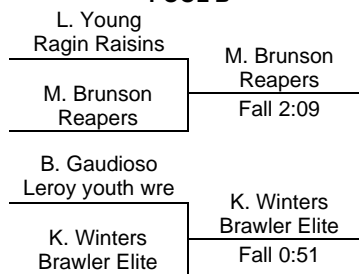 L. Young
Ragin Raisins
M. Brunson
Reapers
M. Brunson
Reapers
Fall 2:09
B. Gaudioso
Leroy youth wre
K. Winters
Brawler Elite
K. Winters
Brawler Elite
Fall 0:51